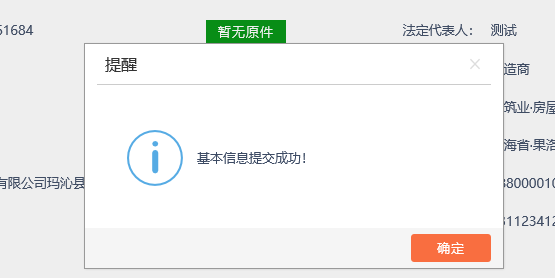 51684
暂无原件
法定代表人： 测试
提醒
造商
筑业·房屋
基本信息提交成功！
海省·果洛
有限公司玛沁县
3800001
31123412
确定